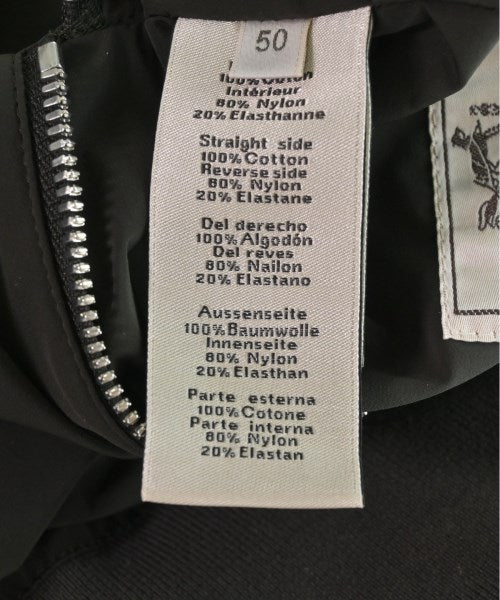 50
100% Coton
Intérieur
80% Nylon
20% Elasthanne
Straight side
100% Cotton
Reverse side
80% Nylon
20% Elastane
Del derecho
100% Algodón
Del reves
80% Nailon
20% Elastano
Aussenseite
100% Baumwolle
Innenseite
80% Nylon
20% Elasthan
Parte esterna
100% Cotone
Parte interna
80% Nylon
20% Elastan